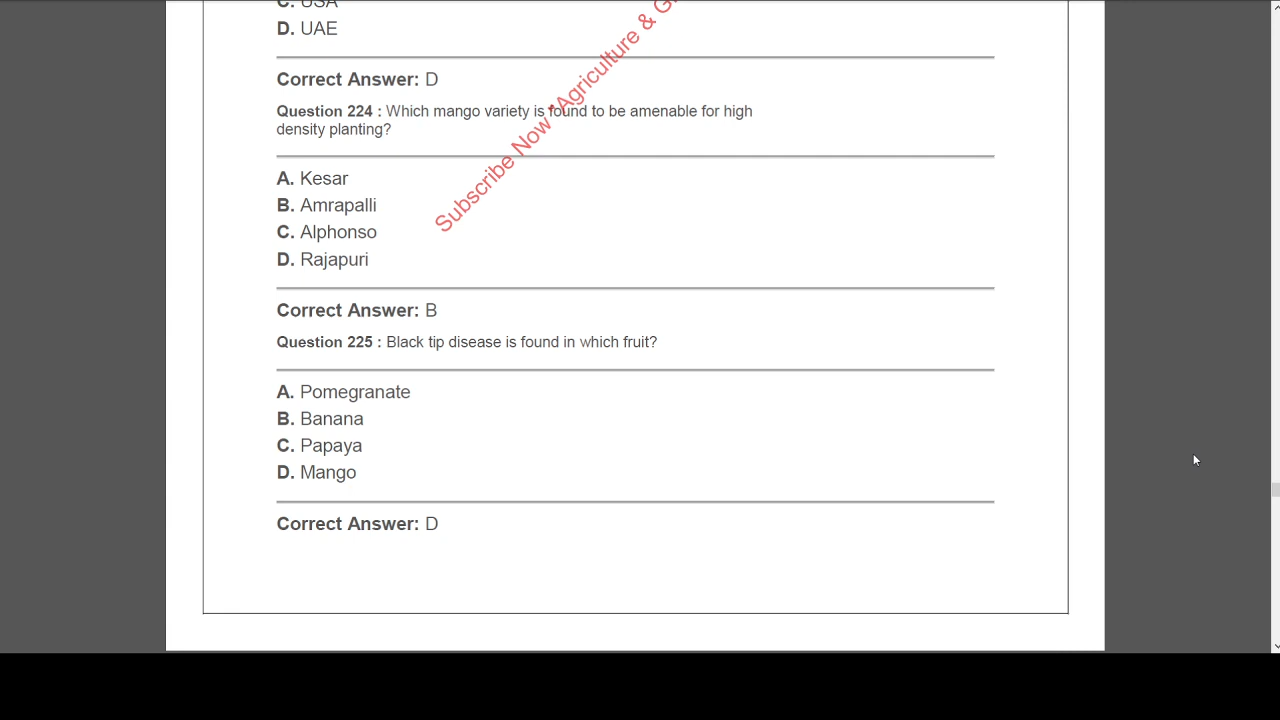 C. USA
D. UAE
Correct Answer: D
Question 224 : Which mango variety is found to be amenable for high
density planting?
A. Kesar
B. Amrapalli
C. Alphonso
D. Rajapuri
Correct Answer: B
Question 225 : Black tip disease is found in which fruit?
A. Pomegranate
B. Banana
C. Papaya
D. Mango
Correct Answer: D
Subscribe Now "Agriculture & G